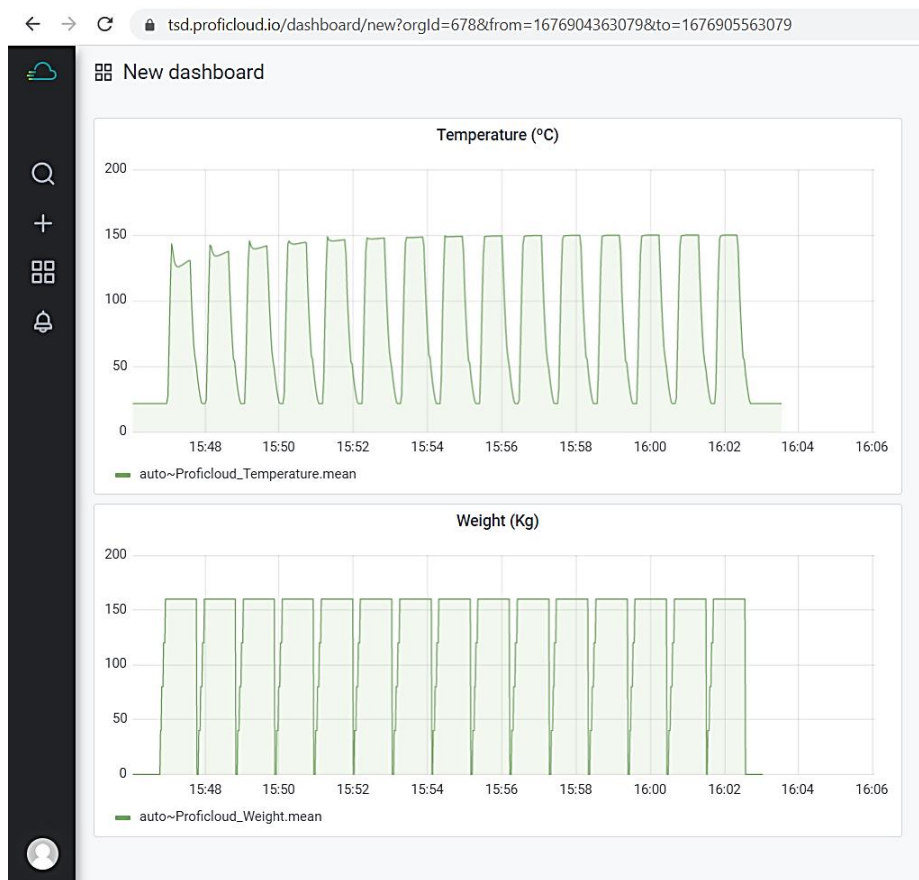 tsd.proficloud.io/dashboard/new?orgId=678&from=1676904363079&to=1676905563079
New dashboard
Temperature (ºC)
200
150
100
50
0
15:48 15:50 15:52 15:54 15:56 15:58 16:00 16:02 16:04 16:06
auto~Proficloud_Temperature.mean
Weight (Kg)
200
150
100
50
0
15:48 15:50 15:52 15:54 15:56 15:58 16:00 16:02 16:04 16:06
auto~Proficloud_Weight.mean